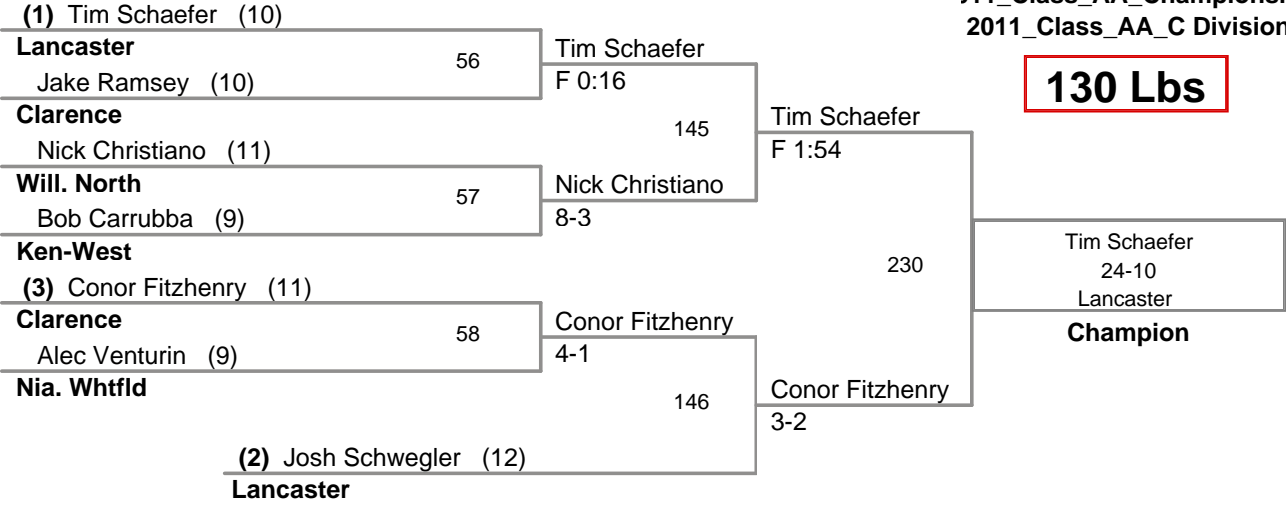 2011_Class_AA_C Division
130 Lbs
(1) Tim Schaefer (10)
Lancaster
Jake Ramsey (10)
Clarence
Nick Christiano (11)
Will. North
Bob Carrubba (9)
Ken-West
(3) Conor Fitzhenry (11)
Clarence
Alec Venturin (9)
Nia. Whtfld
(2) Josh Schwegler (12)
Lancaster
56
57
58
Tim Schaefer
F 0:16
Nick Christiano
8-3
Conor Fitzhenry
4-1
145
146
Tim Schaefer
F 1:54
Conor Fitzhenry
3-2
230
Tim Schaefer
24-10
Lancaster
Champion